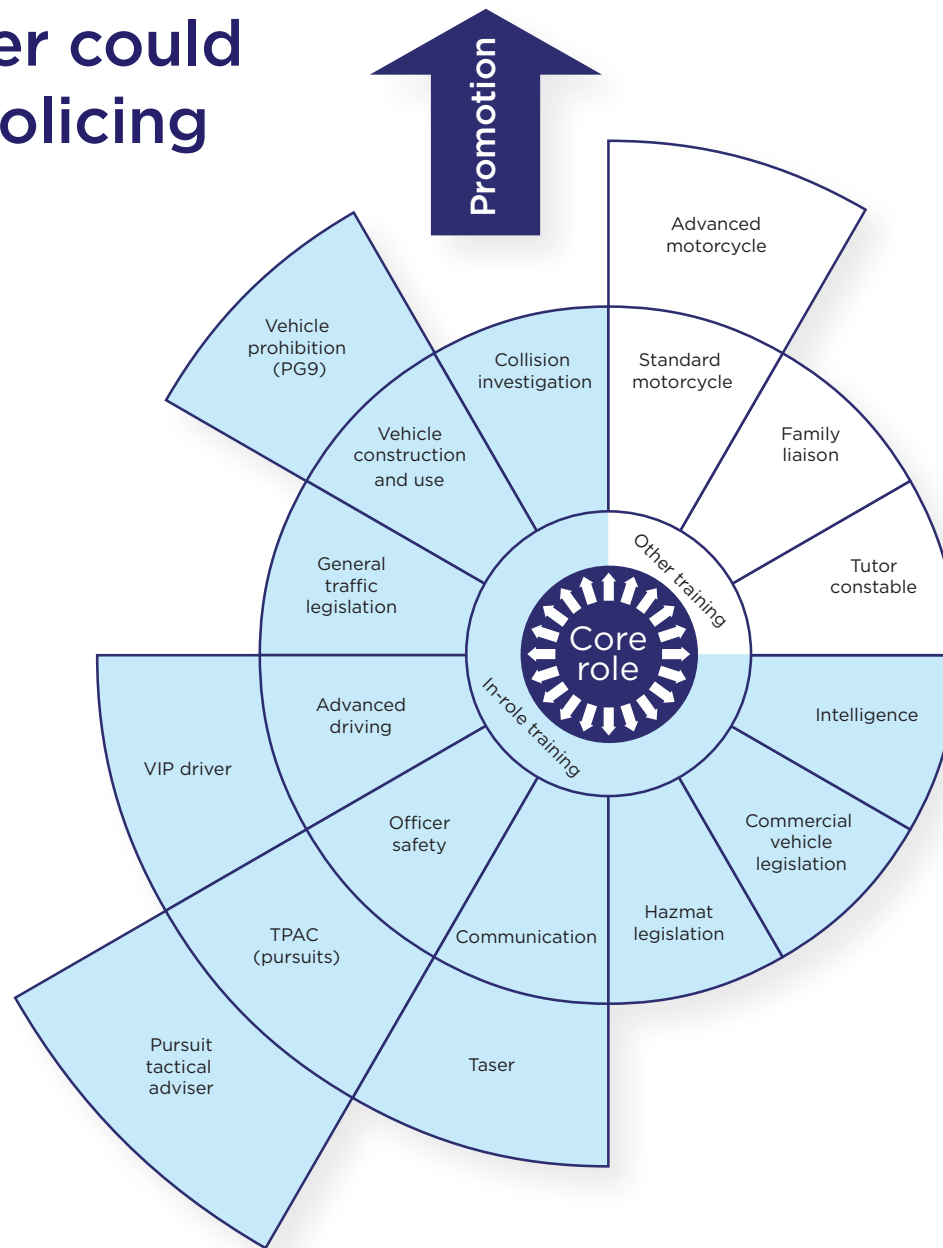 er could
olicing
Promotion
Advanced
motorcycle
Vehicle
prohibition
(PG9)
Collision
investigation
Standard
motorcycle
Vehicle
construction
and use
Family
liaison
General
traffic
legislation
Other training
Tutor
constable
Core
role
In-role training
Advanced
driving
Intelligence
VIP driver
Officer
safety
Commercial
vehicle
legislation
TPAC
(pursuits)
Communication
Hazmat
legislation
Pursuit
tactical
adviser
Taser